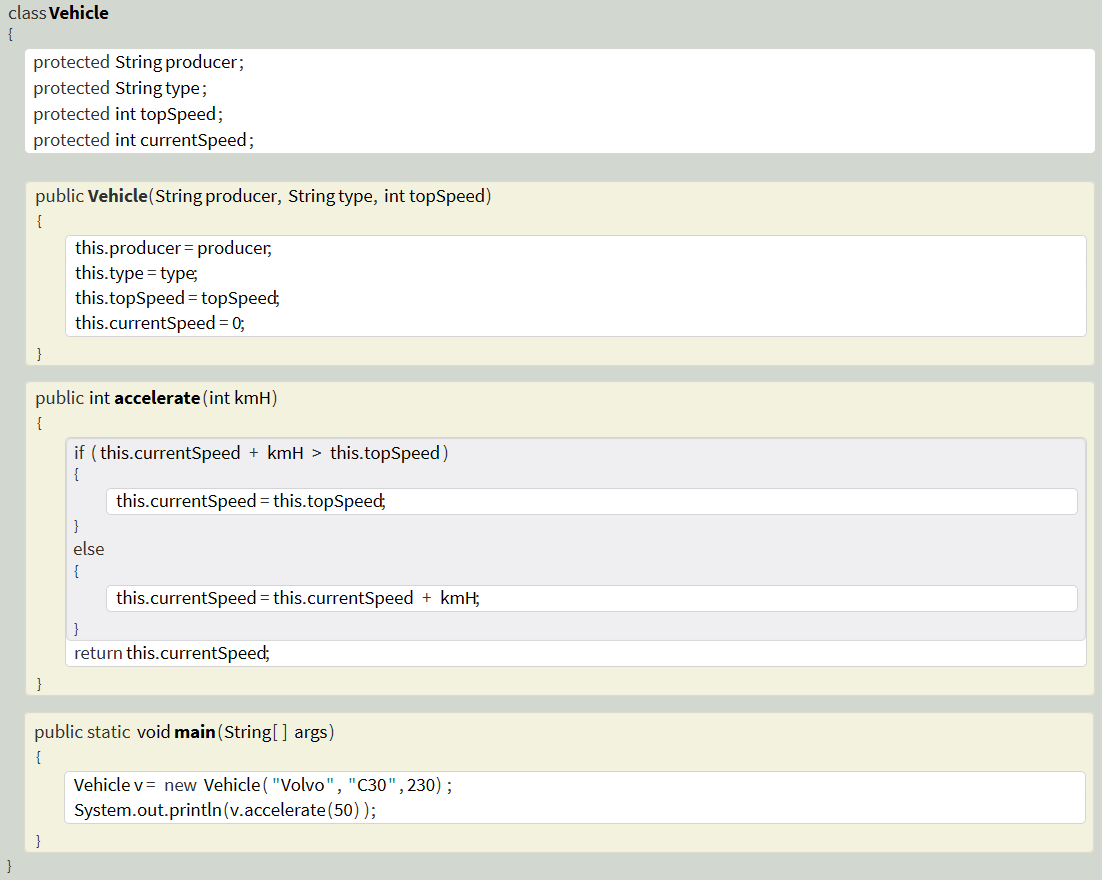 class Vehicle
{
protected String producer;
protected String type;
protected int topSpeed;
protected int currentSpeed;
public Vehicle(String producer, String type, int topSpeed)
{
this.producer = producer;
this.type = type;
this.topSpeed = topSpeed;
this.currentSpeed = 0;
}
public int accelerate(int kmH)
{
if (this.currentSpeed + kmH > this.topSpeed)
{
this.currentSpeed = this.topSpeed;
}
else
{
this.currentSpeed = this.currentSpeed + kmH;
}
return this.currentSpeed;
}
public static void main(String[] args)
{
Vehicle v = new Vehicle("Volvo", "C30", 230);
System.out.println(v.accelerate(50));
}
}